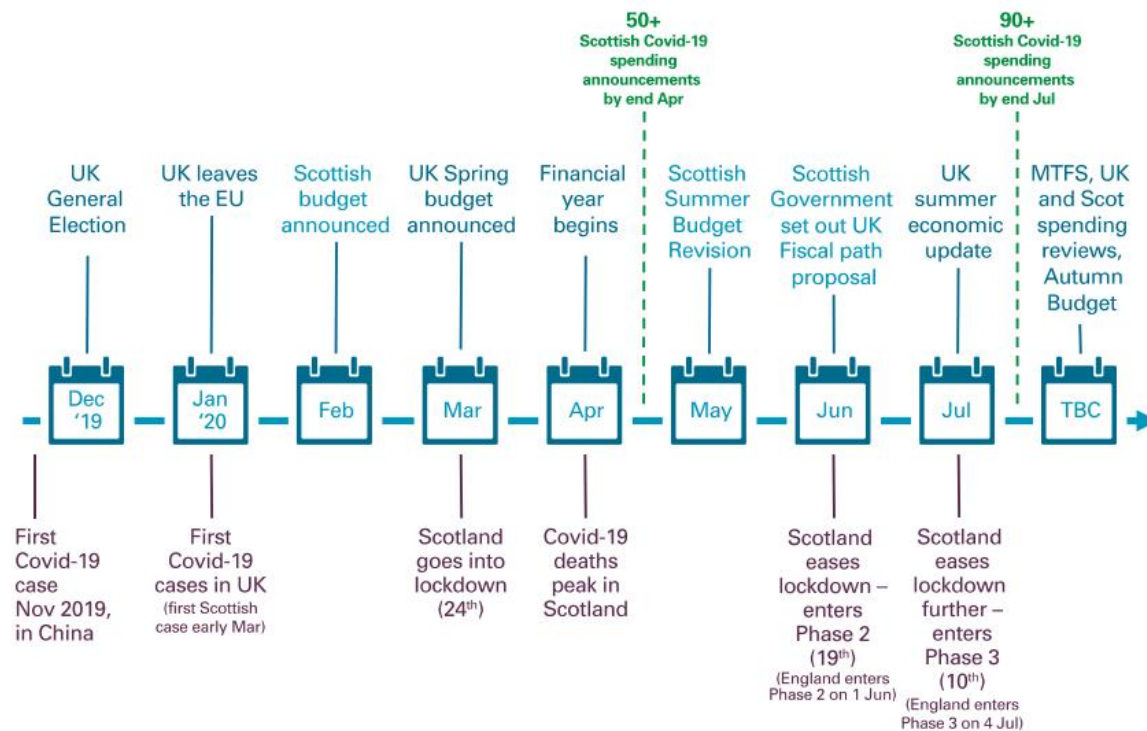 50+
Scottish Covid-19
spending
announcements
by end Apr
90+
Scottish Covid-19
spending
announcements
by end Jul
UK
General
Election
UK leaves
the EU
Scottish
budget
announced
UK Spring
budget
announced
Financial
year
begins
Scottish
Summer
Budget
Revision
Scottish
Government
set out UK
Fiscal path
proposal
UK
summer
economic
update
MTFS, UK
and Scot
spending
reviews,
Autumn
Budget
Dec
‘19
Jan
‘20
Feb
Mar
Apr
May
Jun
Jul
TBC
First
Covid-19
case
Nov 2019,
in China
First
Covid-19
cases in UK
(first Scottish
case early Mar)
Scotland
goes into
lockdown
(24th)
Covid-19
deaths
peak in
Scotland
Scotland
eases
lockdown –
enters
Phase 2
(19th)
(England enters
Phase 2 on 1 Jun)
Scotland
eases
lockdown
further –
enters
Phase 3
(10th)
(England enters
Phase 3 on 4 Jul)